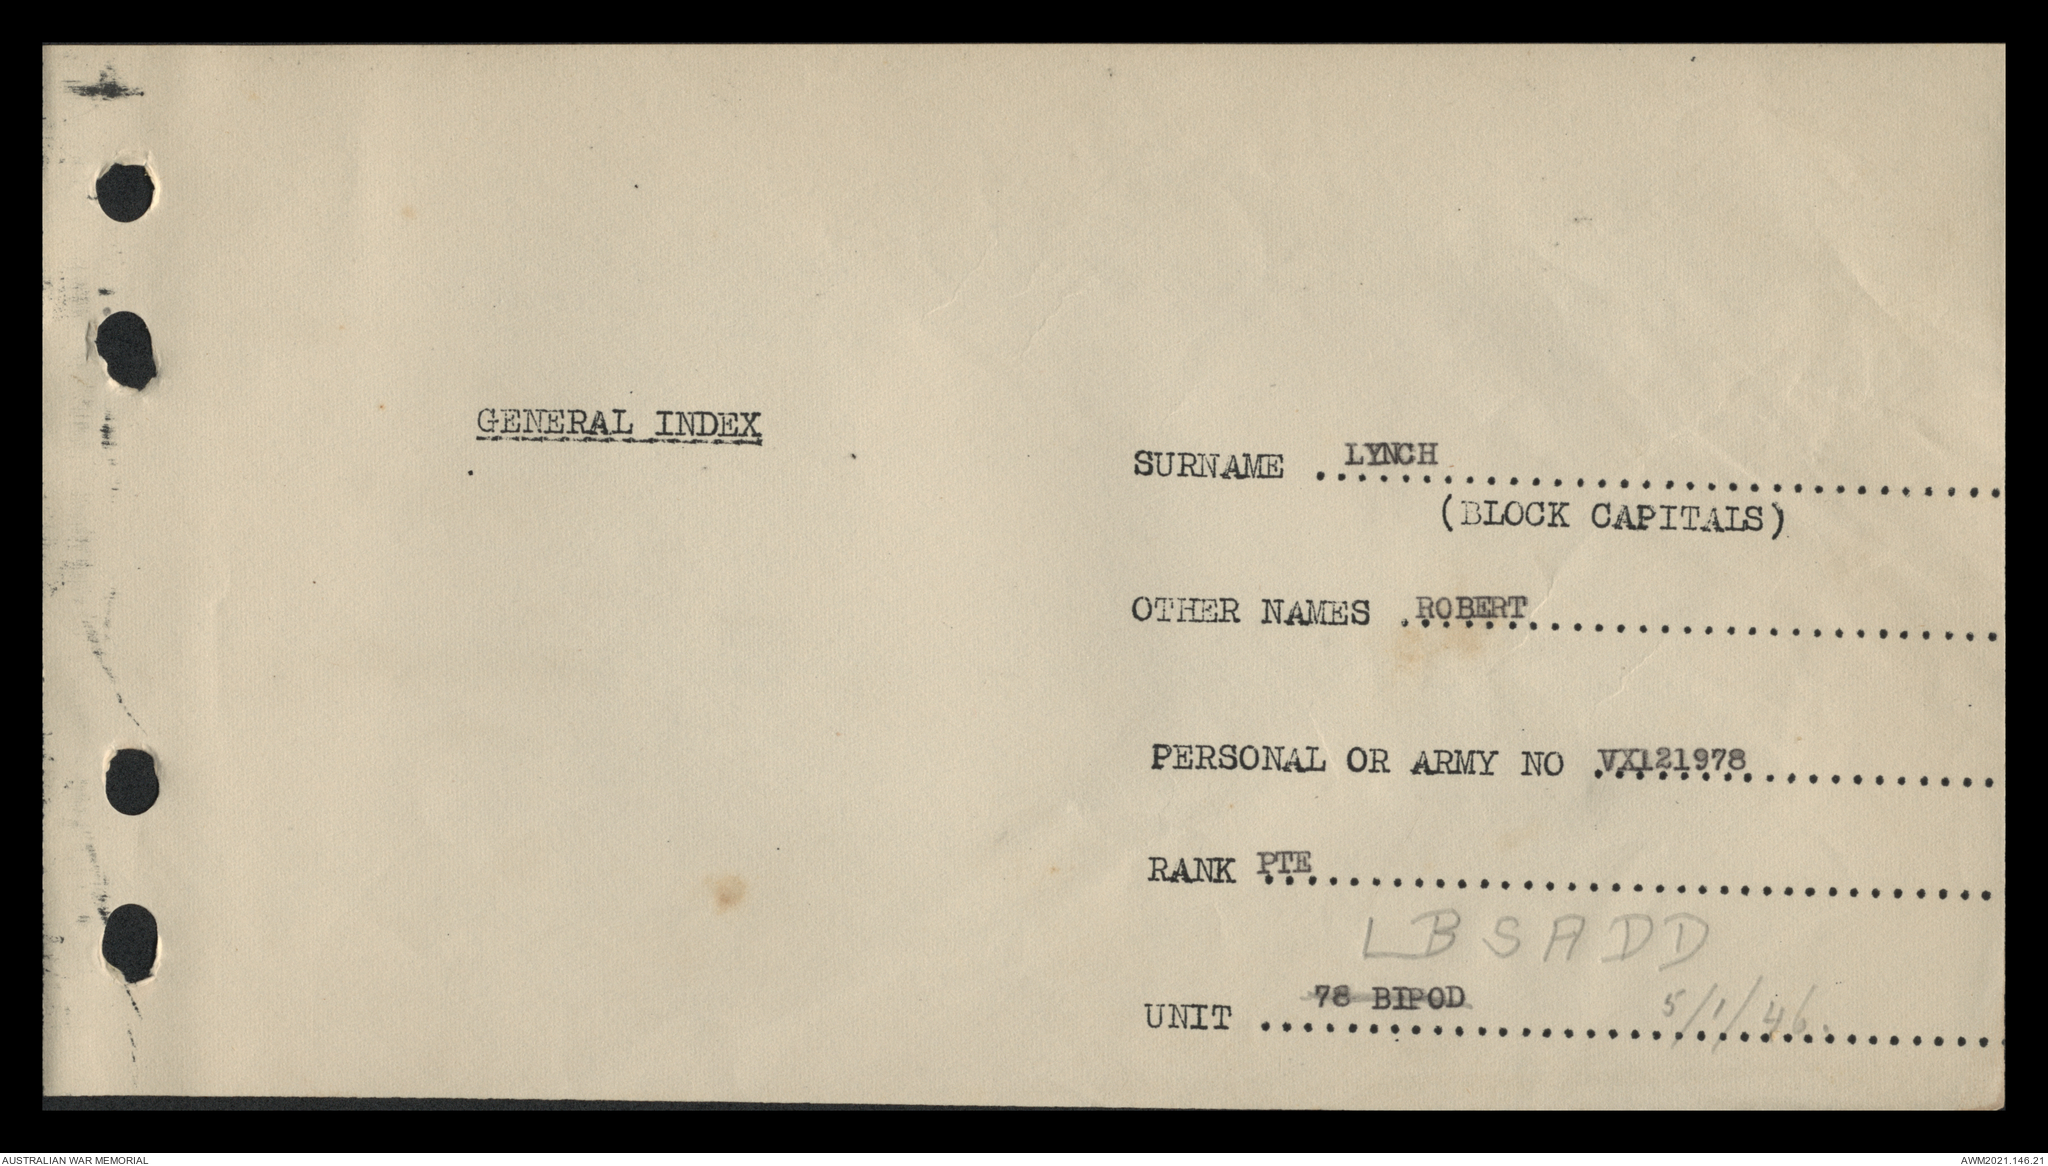 GENERAL INDEX
SURNAME ..LYNCH................................
(BLOCK CAPITALS)
OTHER NAMES .ROBERT............................
PERSONAL OR ARMY NO VX121978...................
RANK PTE...................................
LBSADD
78 BIPOD 5/1/46.
UNIT ...................................
AUSTRALIAN WAR MEMORIAL
AWM2021.146.21